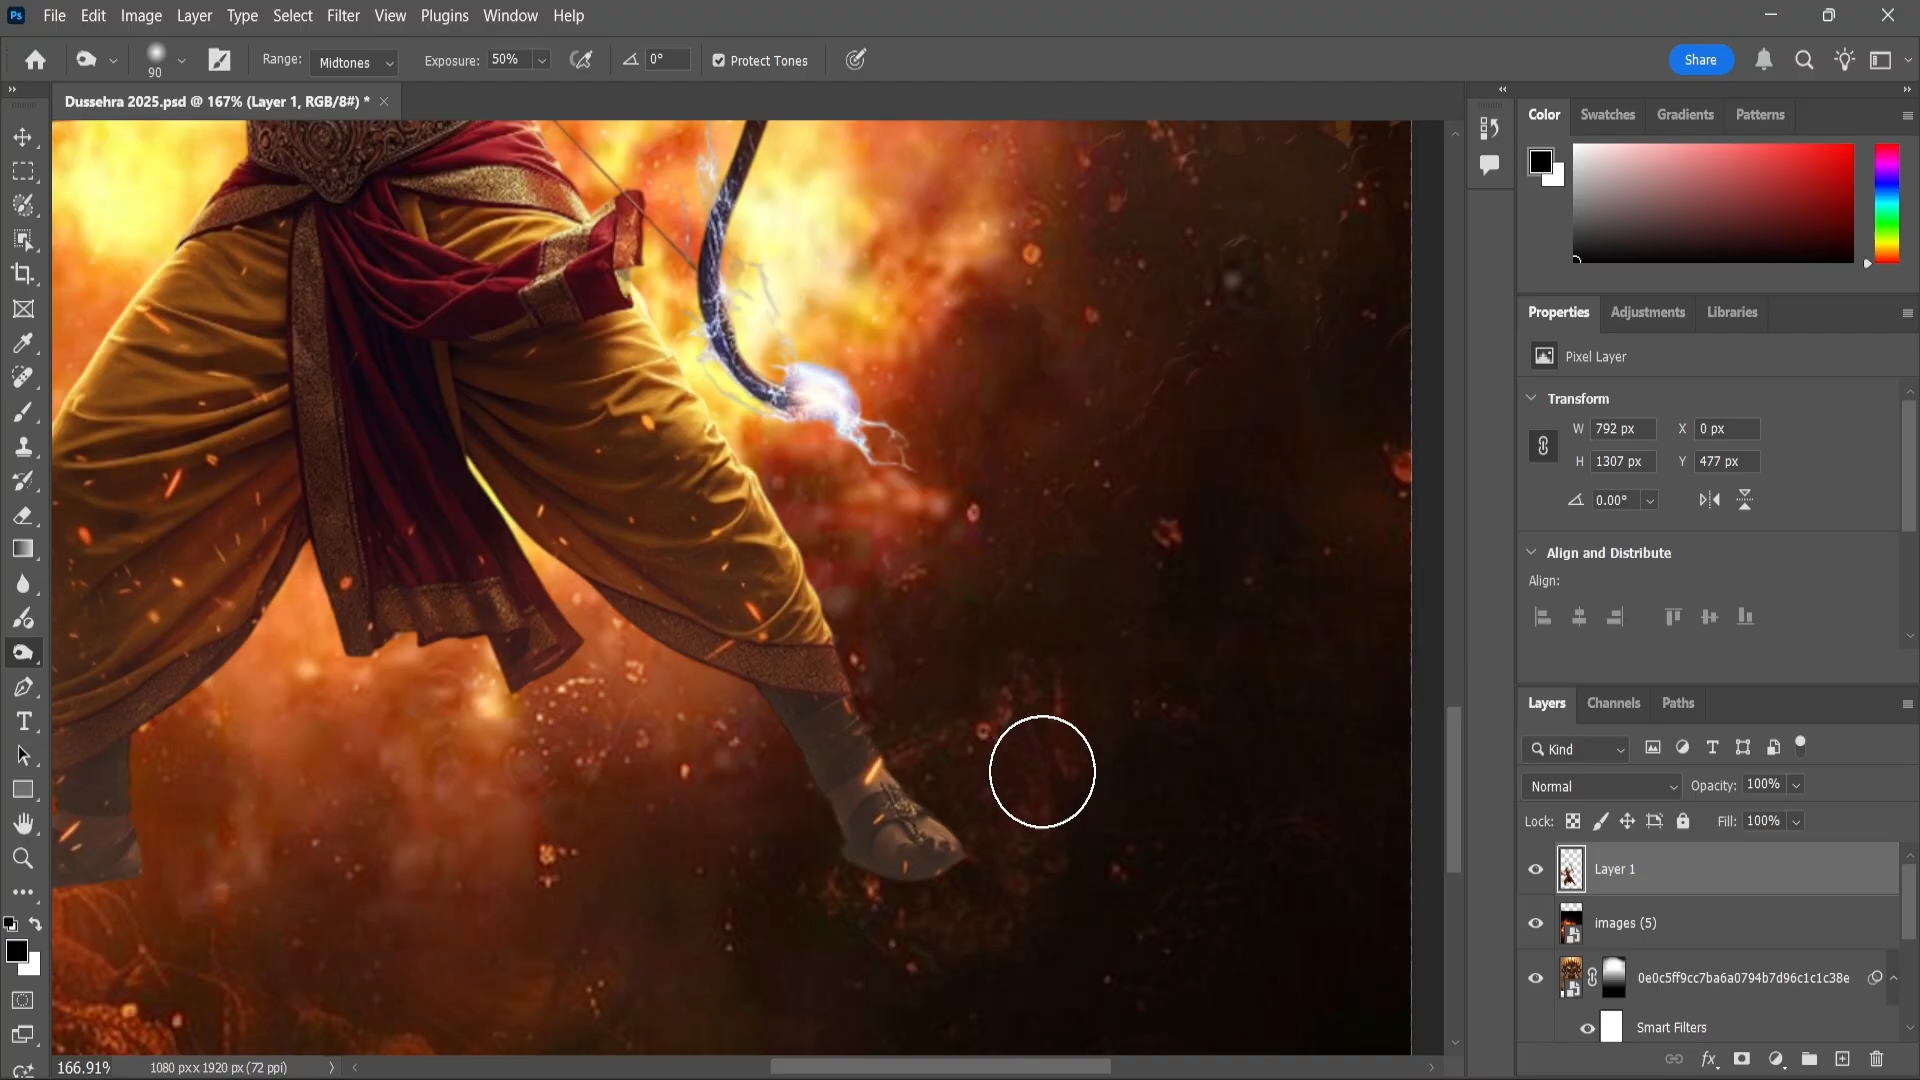 Ps File Edit Image Layer Type Select Filter View Plugins Window Help
90 Range: Midtones Exposure: 50% 0° Protect Tones Share
Dussehra 2025.psd @ 167% (Layer 1, RGB/8#) *
Color Swatches Gradients Patterns
Properties Adjustments Libraries
Pixel Layer
Transform
W 792 px X 0 px
H 1307 px Y 477 px
0.00°
Align and Distribute
Align:
Layers Channels Paths
Kind
Normal Opacity: 100%
Lock: Fill: 100%
Layer 1
images (5)
0e0c5ff9cc7ba6a0794b7d96c1c1c38e
Smart Filters
fx
166.91% 1080 px x 1920 px (72 ppi)